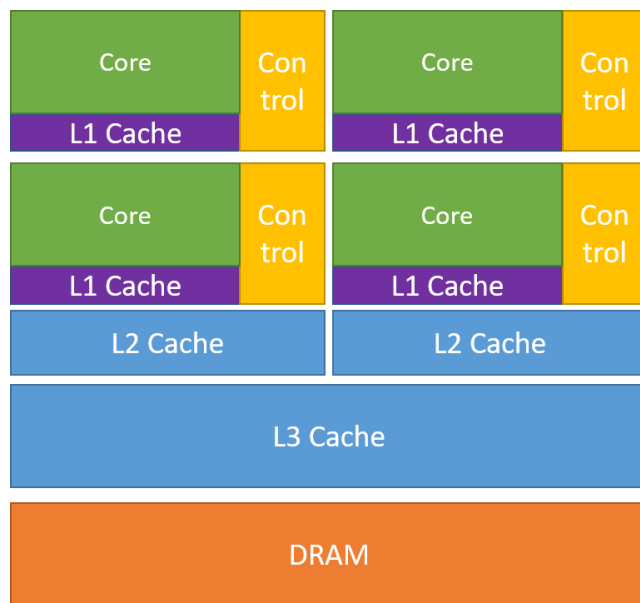 Core
Con
trol
L1 Cache
Core
Con
trol
L1 Cache
Core
Con
trol
L1 Cache
Core
Con
trol
L1 Cache
L2 Cache
L2 Cache
L3 Cache
DRAM